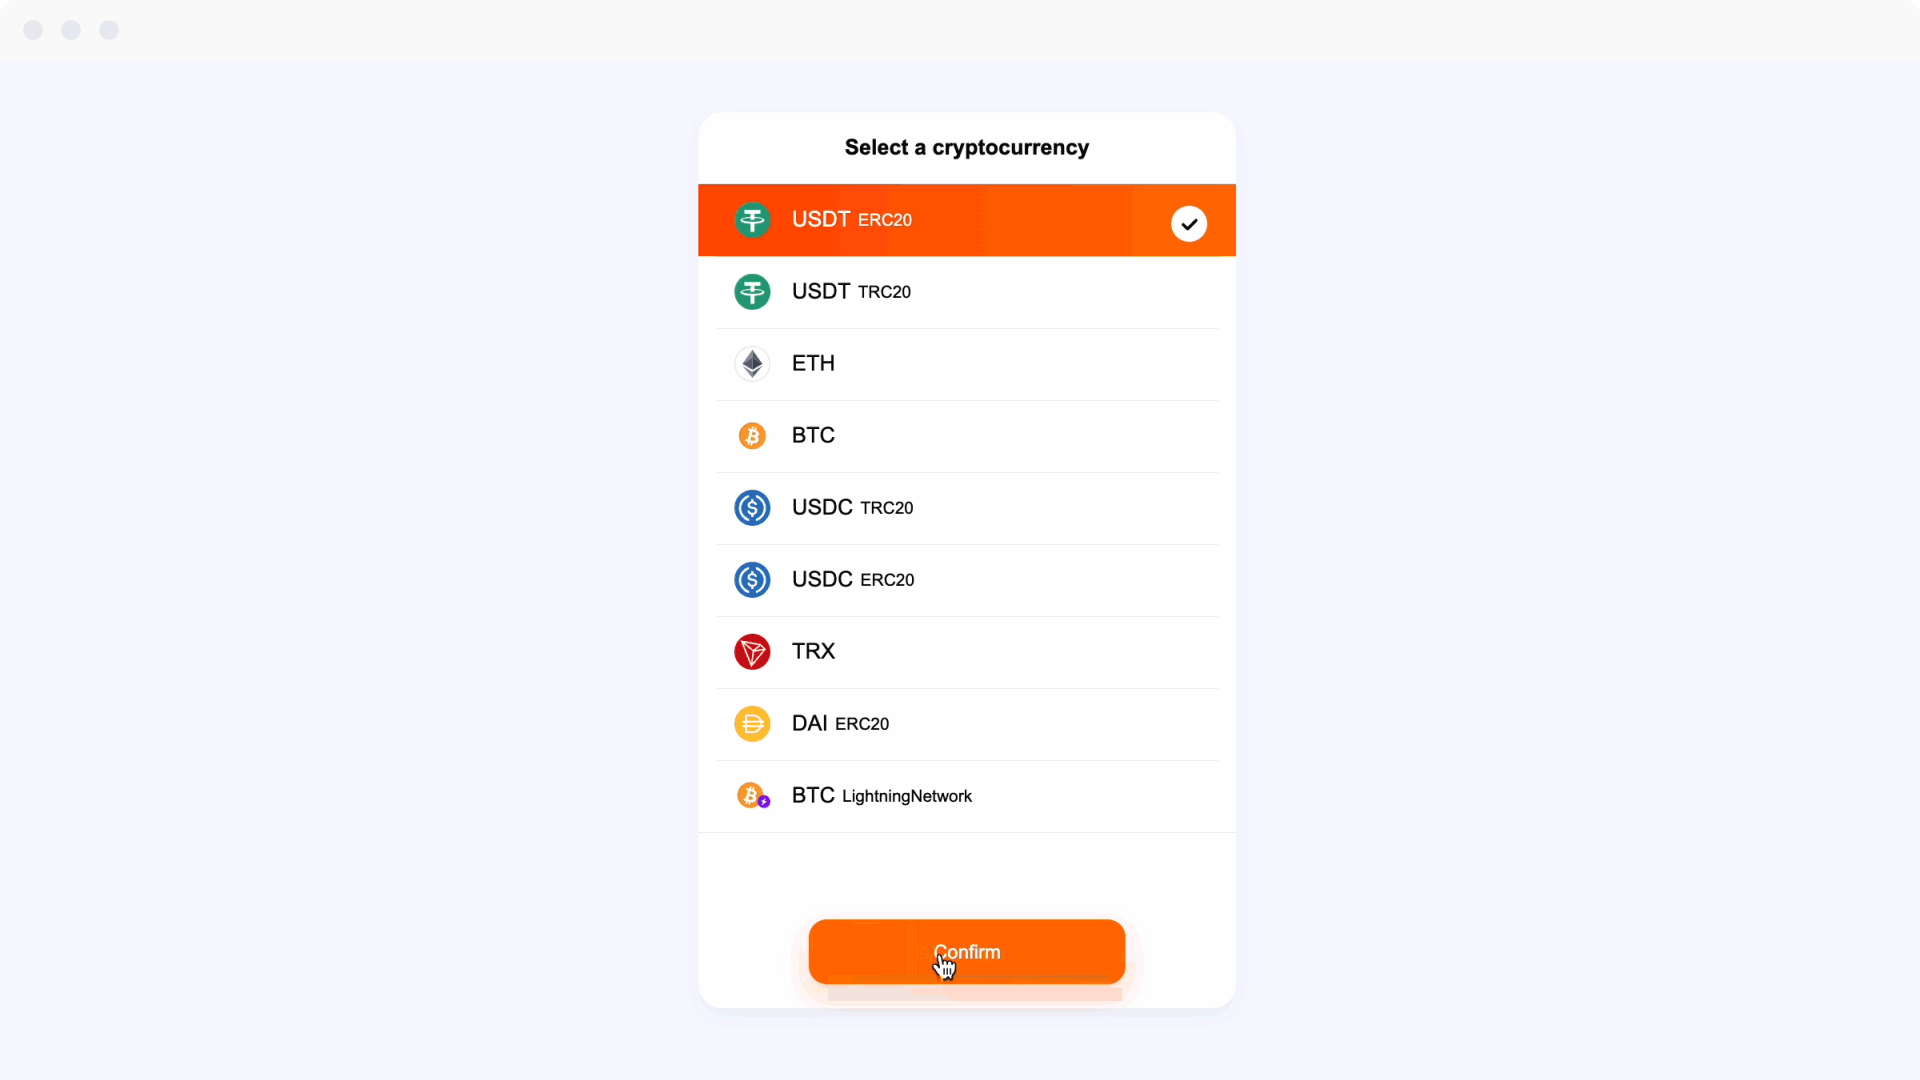 Select a cryptocurrency
USDT ERC20
USDT TRC20
ETH
BTC
USDC TRC20
USDC ERC20
TRX
DAI ERC20
BTC LightningNetwork
Confirm